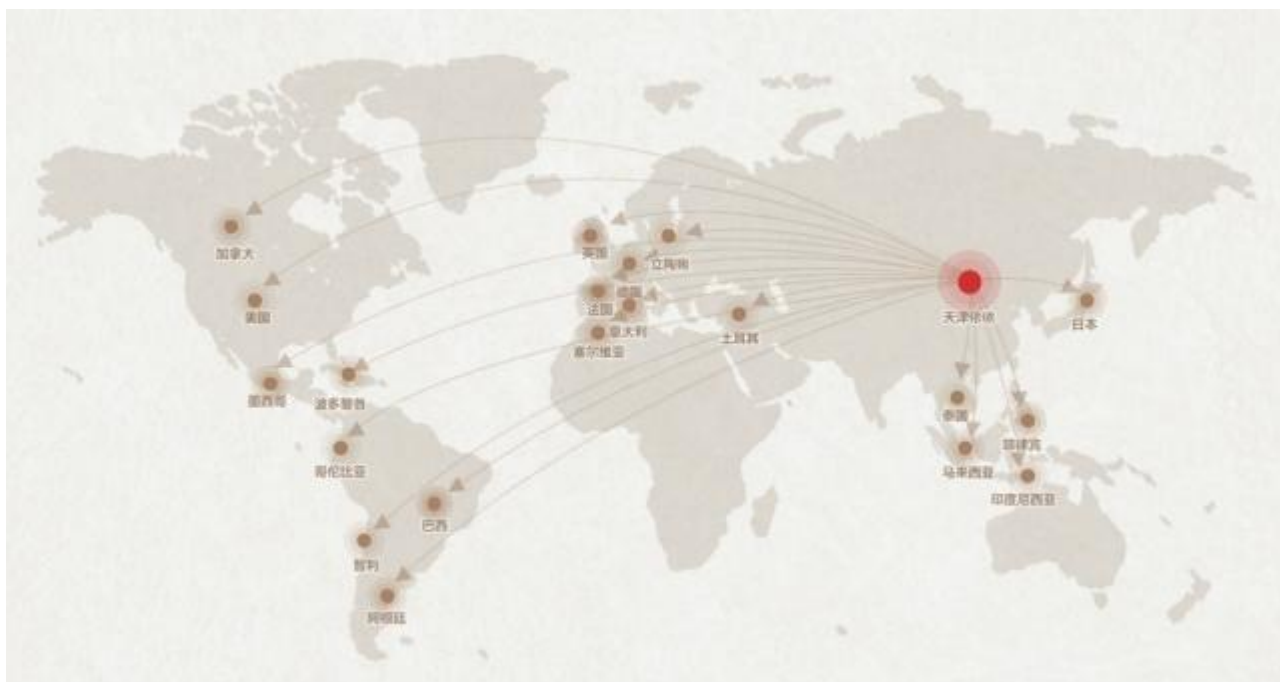 加拿大
美国
墨西哥
波多黎各
哥伦比亚
巴西
智利
阿根廷
英国
立陶宛
德国
法国
意大利
塞尔维亚
土耳其
天津依依
日本
泰国
菲律宾
马来西亚
印度尼西亚